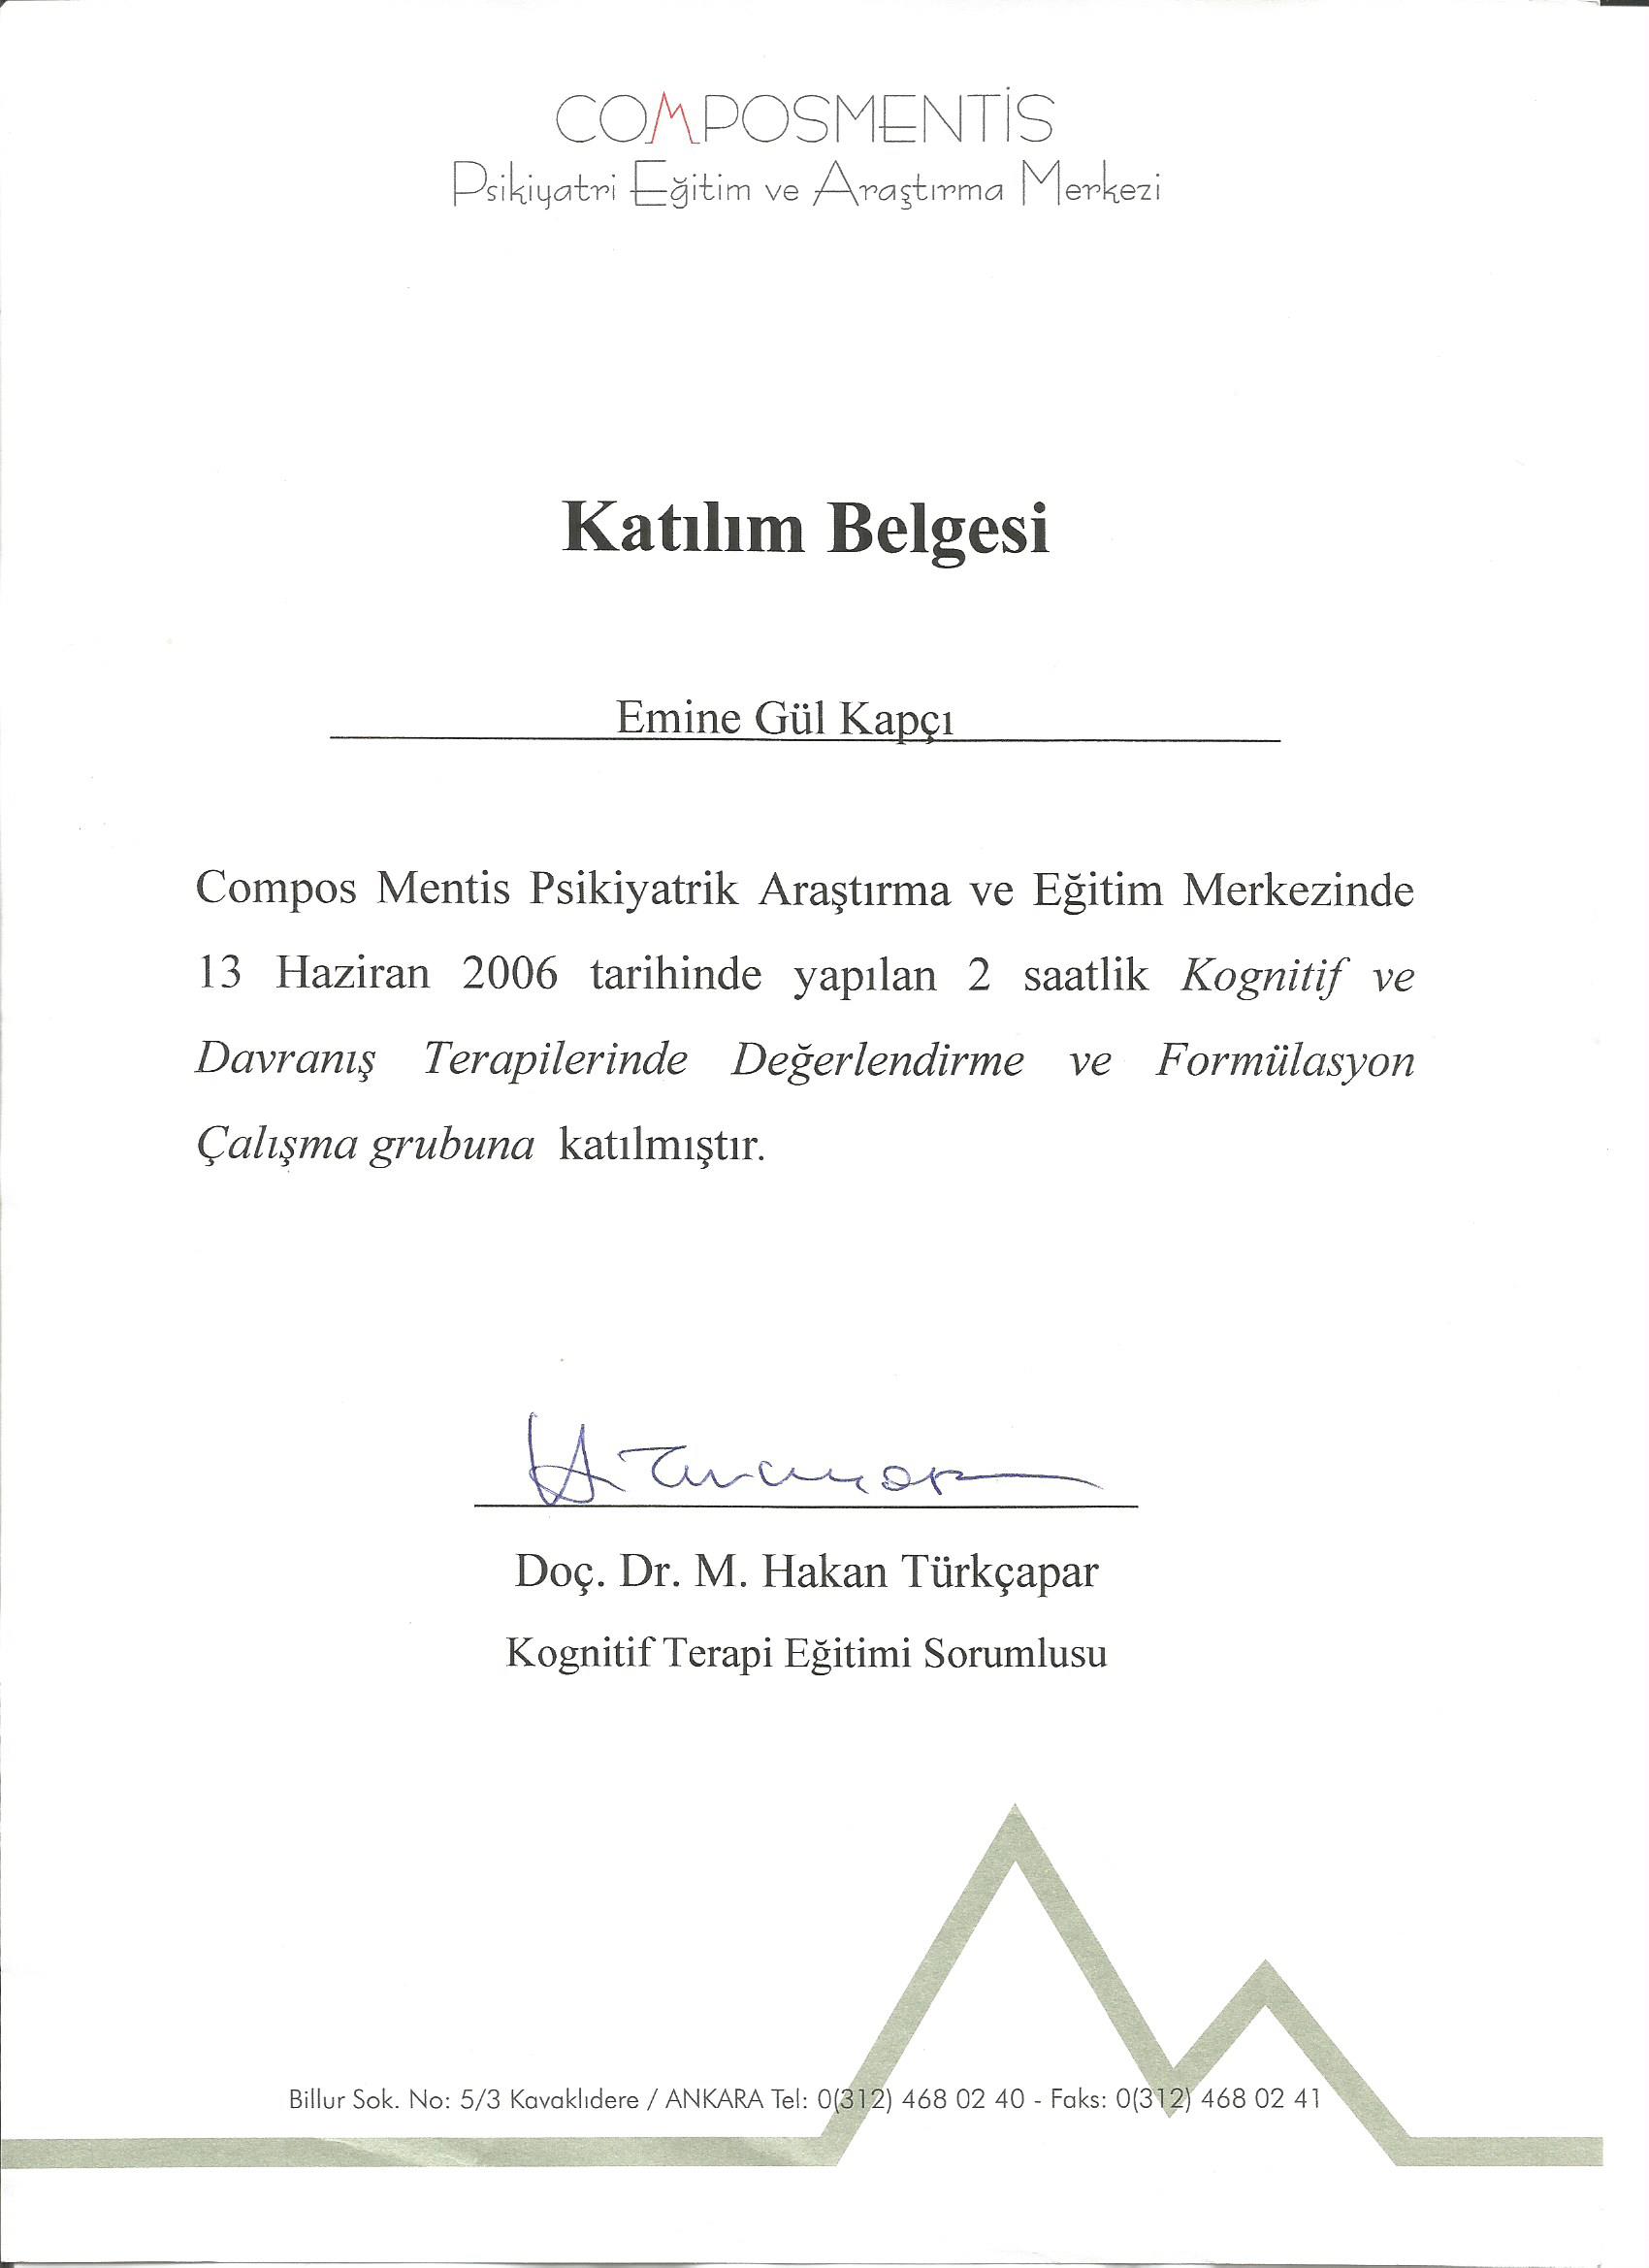 COMPOSMENTİS
Psikiyatri Eğitim ve Araştırma Merkezi
Katılım Belgesi
Emine Gül Kapçı
Compos Mentis Psikiyatrik Araştırma ve Eğitim Merkezinde
13 Haziran 2006 tarihinde yapılan 2 saatlik Kognitif ve
Davranış Terapilerinde Değerlendirme ve Formülasyon
Çalışma grubuna katılmıştır.
Doç. Dr. M. Hakan Türkçapar
Kognitif Terapi Eğitimi Sorumlusu
Billur Sok. No: 5/3 Kavaklıdere / ANKARA Tel: 0(312) 468 02 40 - Faks: 0(312) 468 02 41